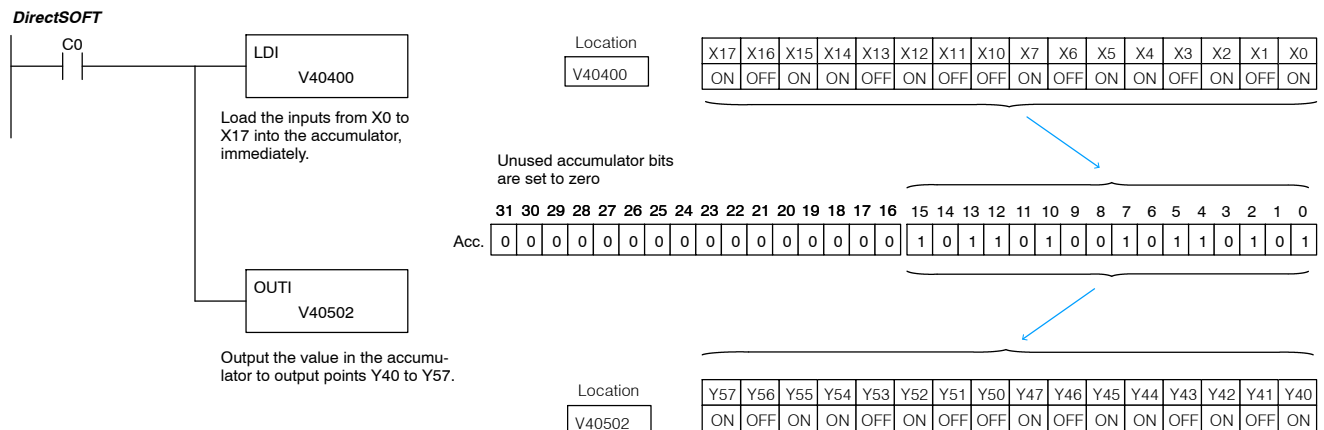 DirectSOFT
C0
LDI
V40400
Load the inputs from X0 to
X17 into the accumulator,
immediately.
Location
V40400
X17 X16 X15 X14 X13 X12 X11 X10 X7 X6 X5 X4 X3 X2 X1 X0
ON OFF ON ON OFF ON OFF OFF ON OFF ON ON OFF ON OFF ON
Unused accumulator bits
are set to zero
31 30 29 28 27 26 25 24 23 22 21 20 19 18 17 16 15 14 13 12 11 10 9 8 7 6 5 4 3 2 1 0
Acc. 0 0 0 0 0 0 0 0 0 0 0 0 0 0 0 0 1 0 1 1 0 1 0 0 1 0 1 1 0 1 0 1
OUTI
V40502
Output the value in the accumu-
lator to output points Y40 to Y57.
Location
V40502
Y57 Y56 Y55 Y54 Y53 Y52 Y51 Y50 Y47 Y46 Y45 Y44 Y43 Y42 Y41 Y40
ON OFF ON ON OFF ON OFF OFF ON OFF ON ON OFF ON OFF ON